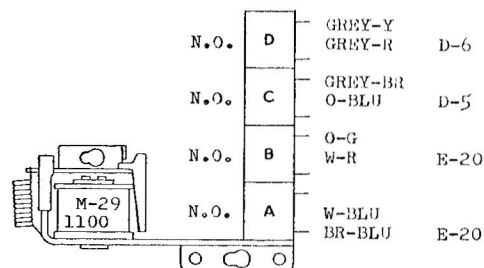 GREY-Y
N.O. D GREY-R D-6
GREY-BR
N.O. C O-BLU D-5
O-G
N.O. B W-R E-20
M-29
1100
N.O. A W-BLU
BR-BLU E-20